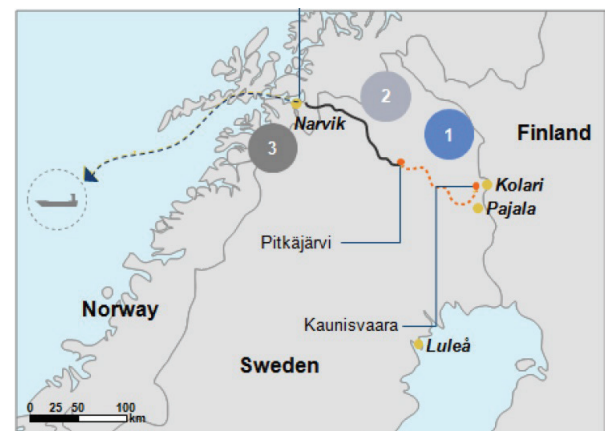 2
1
Narvik
3
Finland
Kolari
Pajala
Pitkäjärvi
Norway
Kaunisvaara
Luleå
Sweden
0 25 50 100
km